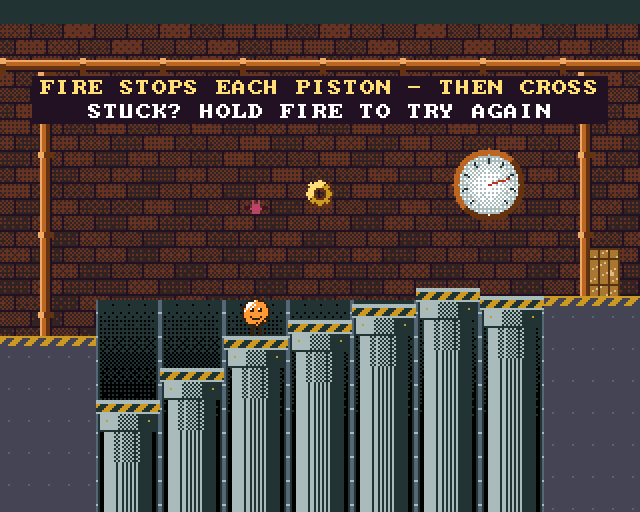 FIRE STOPS EACH PISTON - THEN CROSS
STUCK? HOLD FIRE TO TRY AGAIN